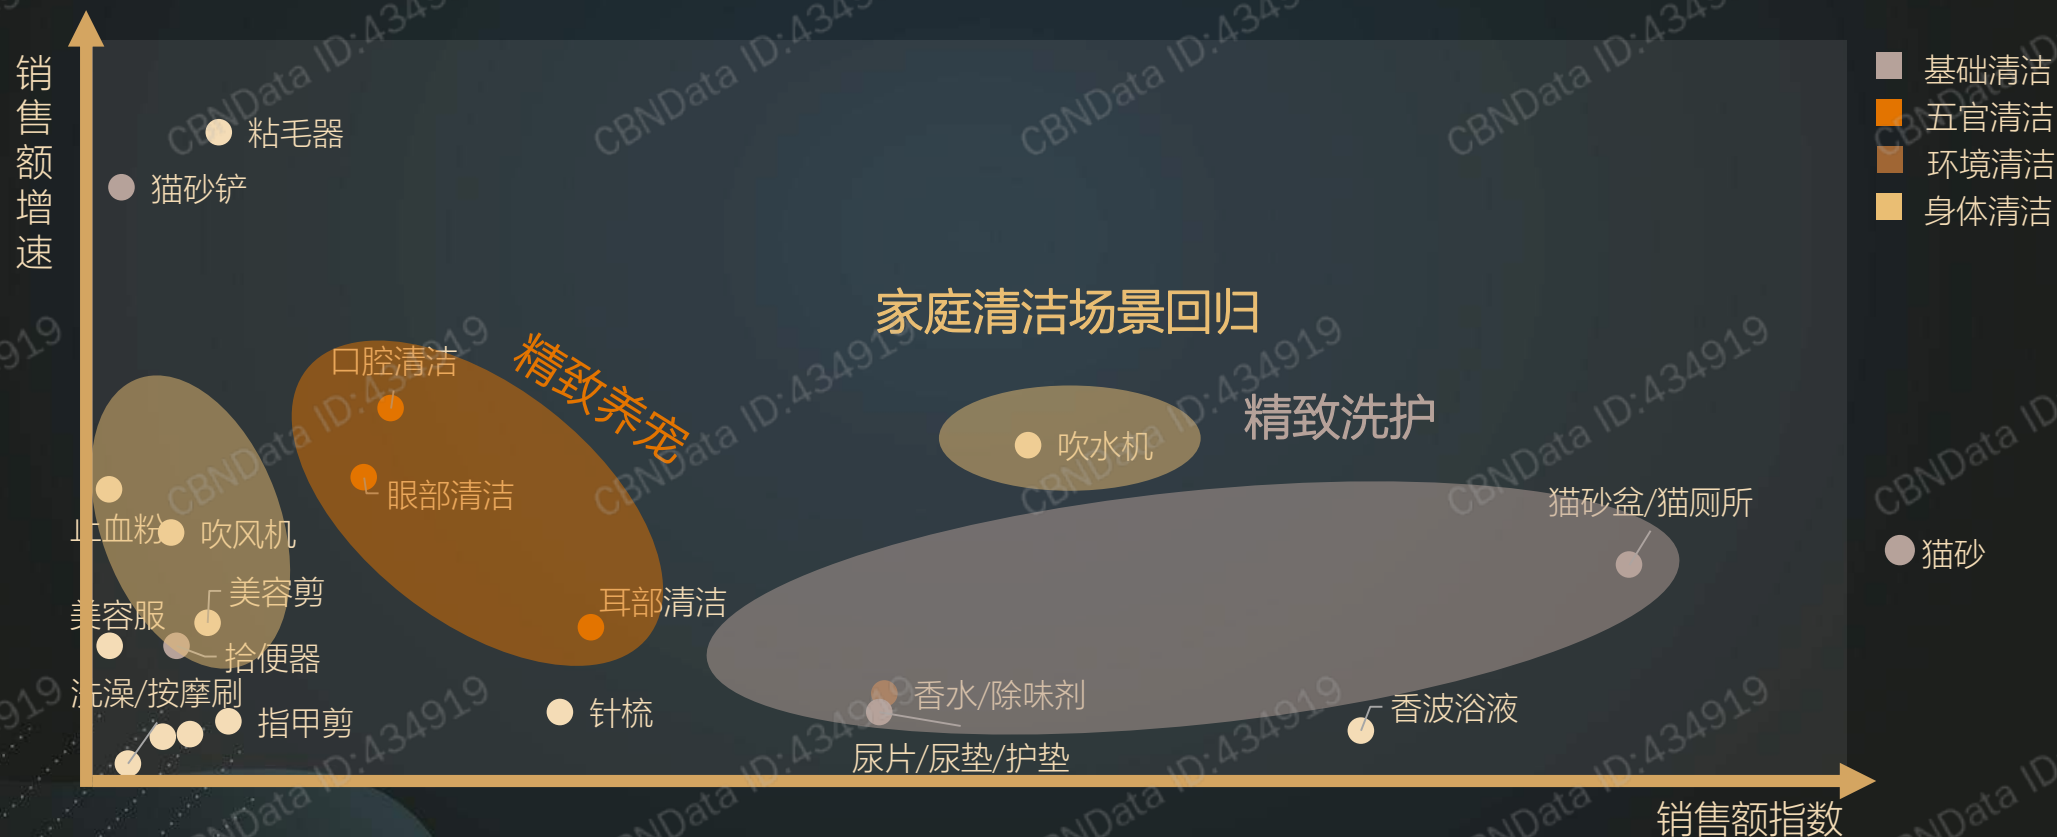 销售额增速
基础清洁
五官清洁
环境清洁
身体清洁
粘毛器
猫砂铲
家庭清洁场景回归
精致养宠
口腔清洁
精致洗护
吹水机
眼部清洁
猫砂盆/猫厕所
止血粉
吹风机
猫砂
美容剪
耳部清洁
美容服
拾便器
洗澡/按摩刷
香水/除味剂
指甲剪
针梳
香波浴液
尿片/尿垫/护垫
销售额指数
CBNData ID:434919